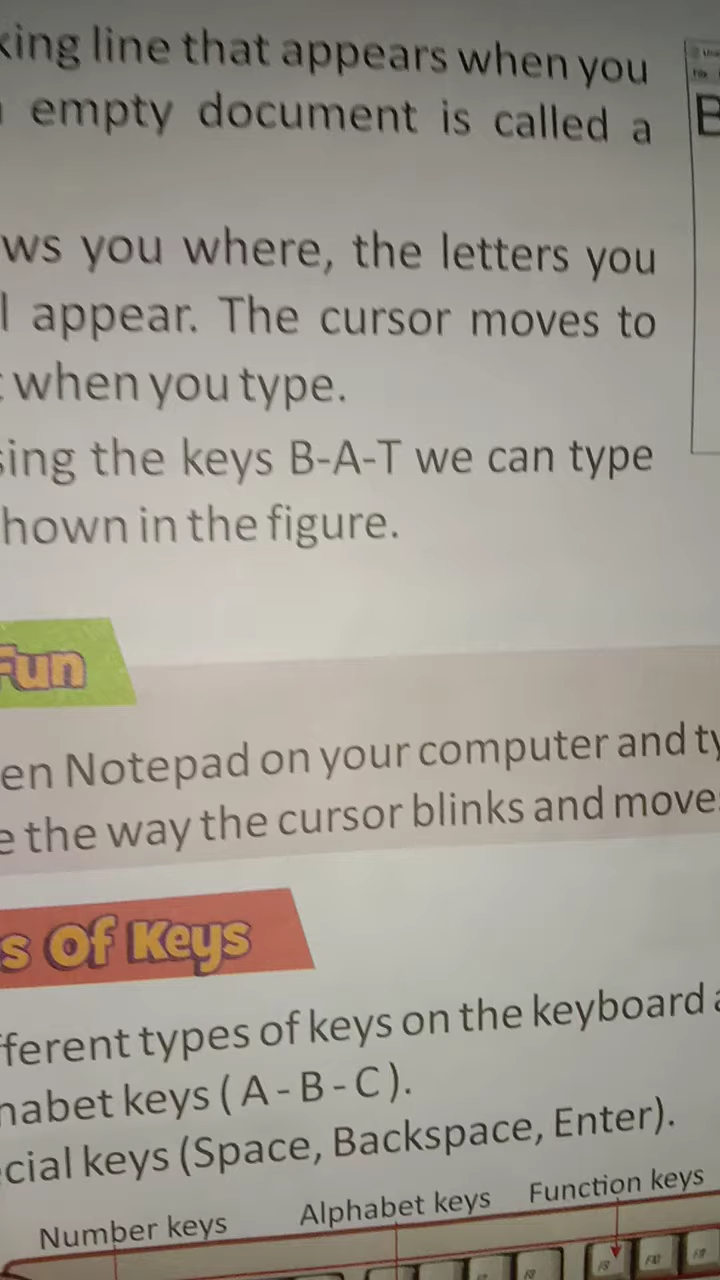 king line that appears when you
empty document is called a
ws you where, the letters you
l appear. The cursor moves to
when you type.
sing the keys B-A-T we can type
hown in the figure.
Fun
en Notepad on your computer and ty
e the way the cursor blinks and move
s Of Keys
fferent types of keys on the keyboard a
habet keys ( A - B - C ).
cial keys (Space, Backspace, Enter).
Number keys Alphabet keys Function keys